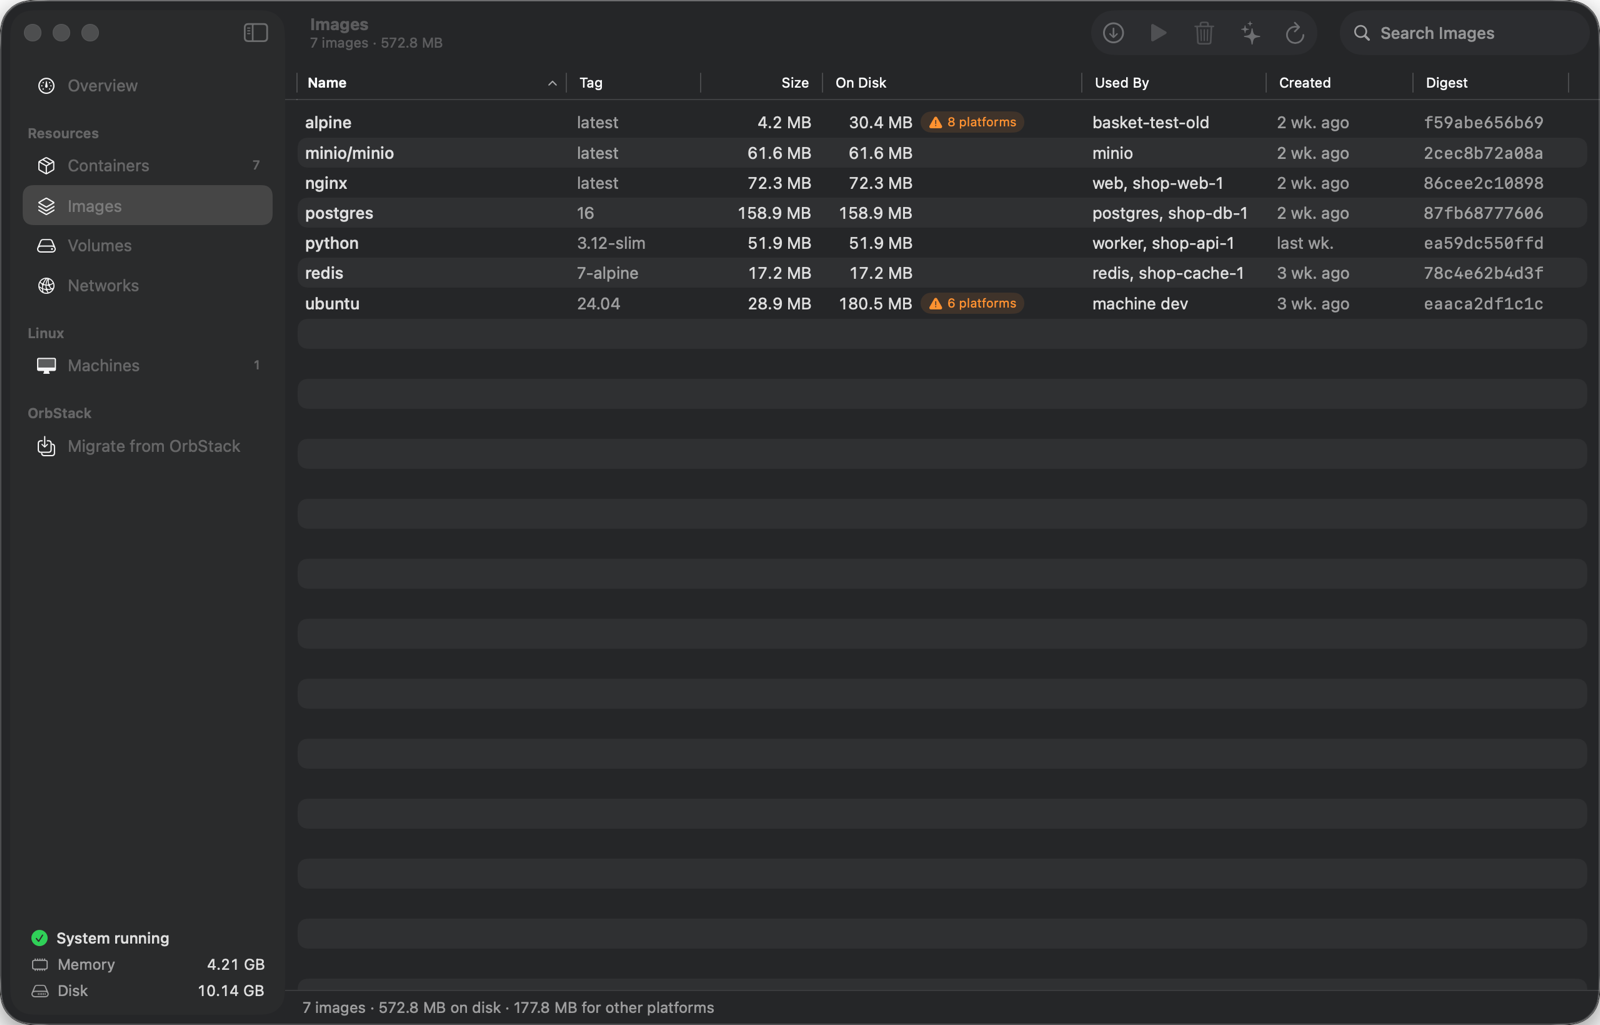 Images
7 images · 572.8 MB
Search Images
Overview
Resources
Containers 7
Images
Volumes
Networks
Linux
Machines 1
OrbStack
Migrate from OrbStack
Name Tag Size On Disk Used By Created Digest
alpine latest 4.2 MB 30.4 MB 8 platforms basket-test-old 2 wk. ago f59abe656b69
minio/minio latest 61.6 MB 61.6 MB minio 2 wk. ago 2cec8b72a08a
nginx latest 72.3 MB 72.3 MB web, shop-web-1 2 wk. ago 86cee2c10898
postgres 16 158.9 MB 158.9 MB postgres, shop-db-1 2 wk. ago 87fb68777606
python 3.12-slim 51.9 MB 51.9 MB worker, shop-api-1 last wk. ea59dc550ffd
redis 7-alpine 17.2 MB 17.2 MB redis, shop-cache-1 3 wk. ago 78c4e62b4d3f
ubuntu 24.04 28.9 MB 180.5 MB 6 platforms machine dev 3 wk. ago eaaca2df1c1c
System running
Memory 4.21 GB
Disk 10.14 GB
7 images · 572.8 MB on disk · 177.8 MB for other platforms